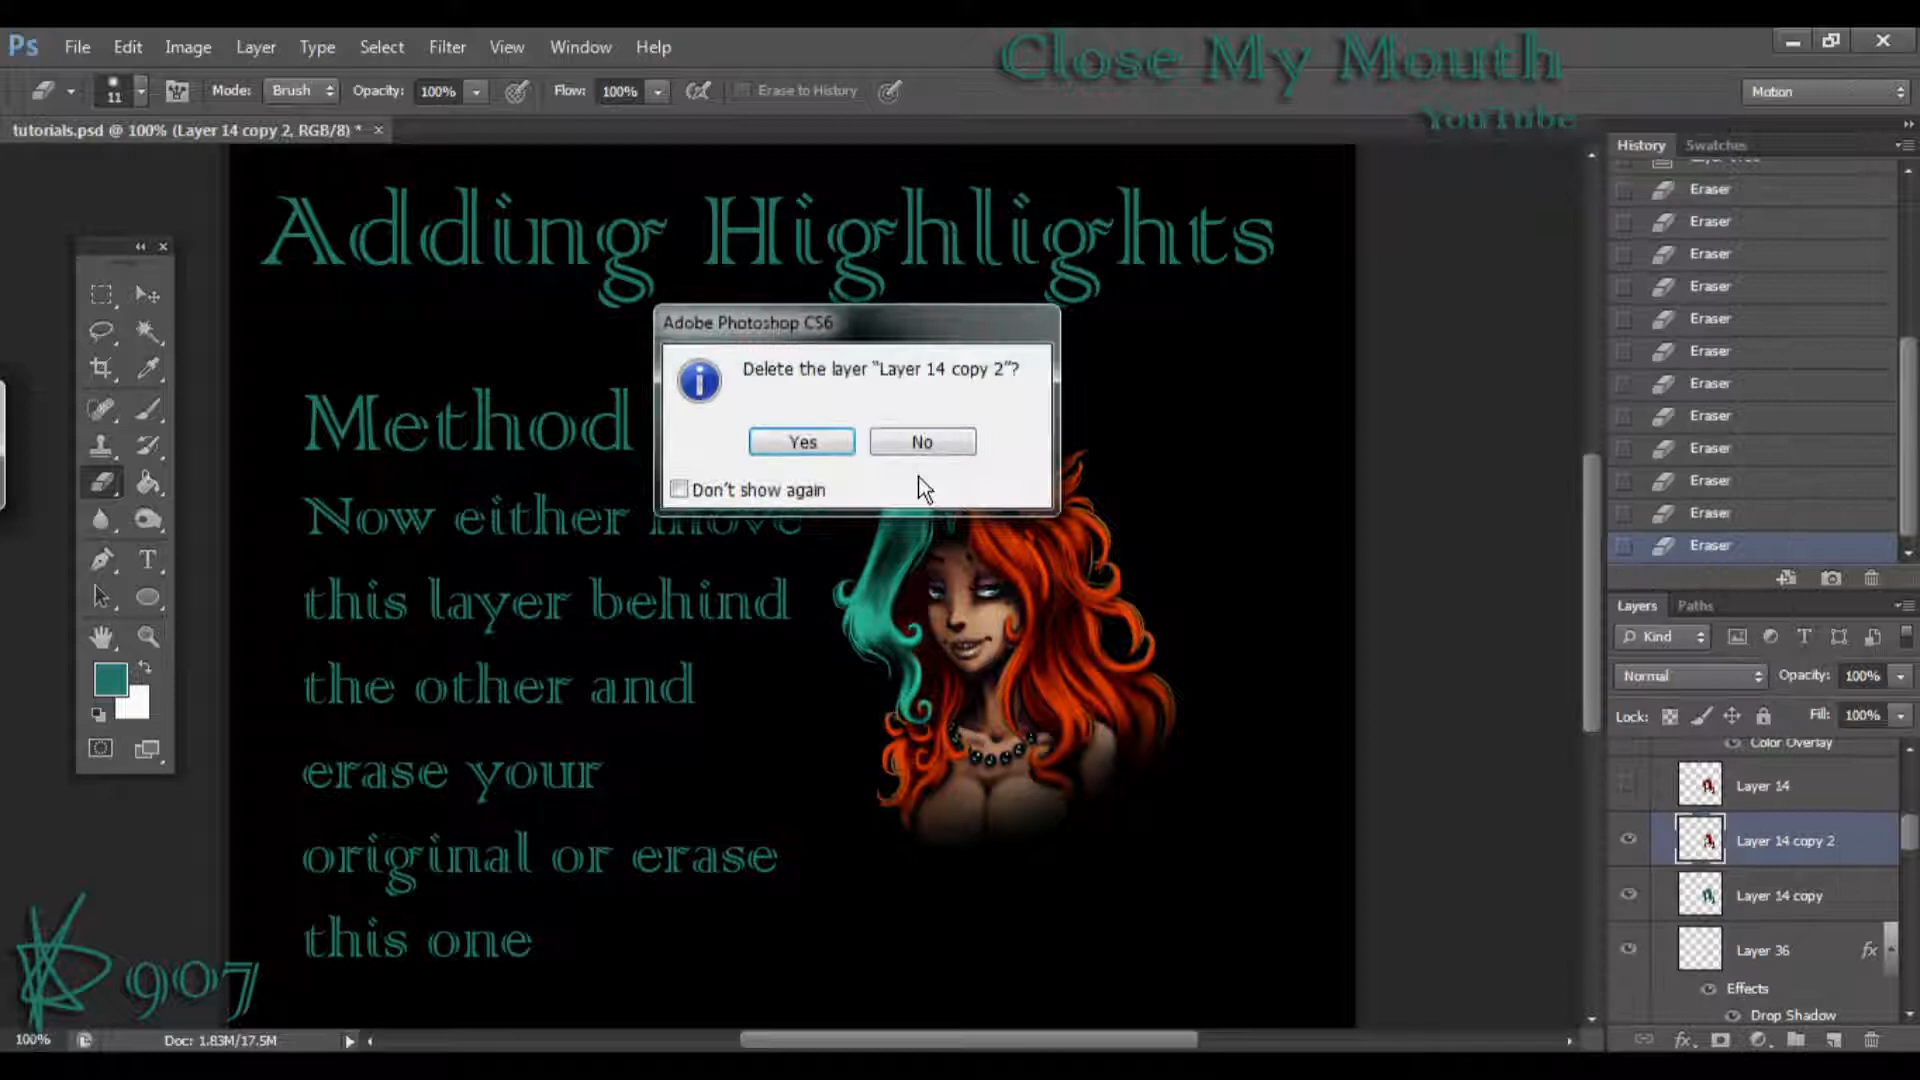 Close My Mouth
YouTube
Ps File Edit Image Layer Type Select Filter View Window Help
11 Mode: Brush Opacity: 100% Flow: 100% Erase to History Motion
tutorials.psd @ 100% (Layer 14 copy 2, RGB/8) * ×
Adding Highlights
Method
Now either move
this layer behind
the other and
erase your
original or erase
this one
Adobe Photoshop CS6
Delete the layer "Layer 14 copy 2"?
Yes No
Don't show again
History Swatches
Eraser
Eraser
Eraser
Eraser
Eraser
Eraser
Eraser
Eraser
Eraser
Eraser
Eraser
Eraser
Layers Paths
Kind
Normal Opacity: 100%
Lock: Fill: 100%
Color Overlay
Layer 14
Layer 14 copy 2
Layer 14 copy
Layer 36 fx
Effects
Drop Shadow
fx
907
100% Doc: 1.83M/17.5M